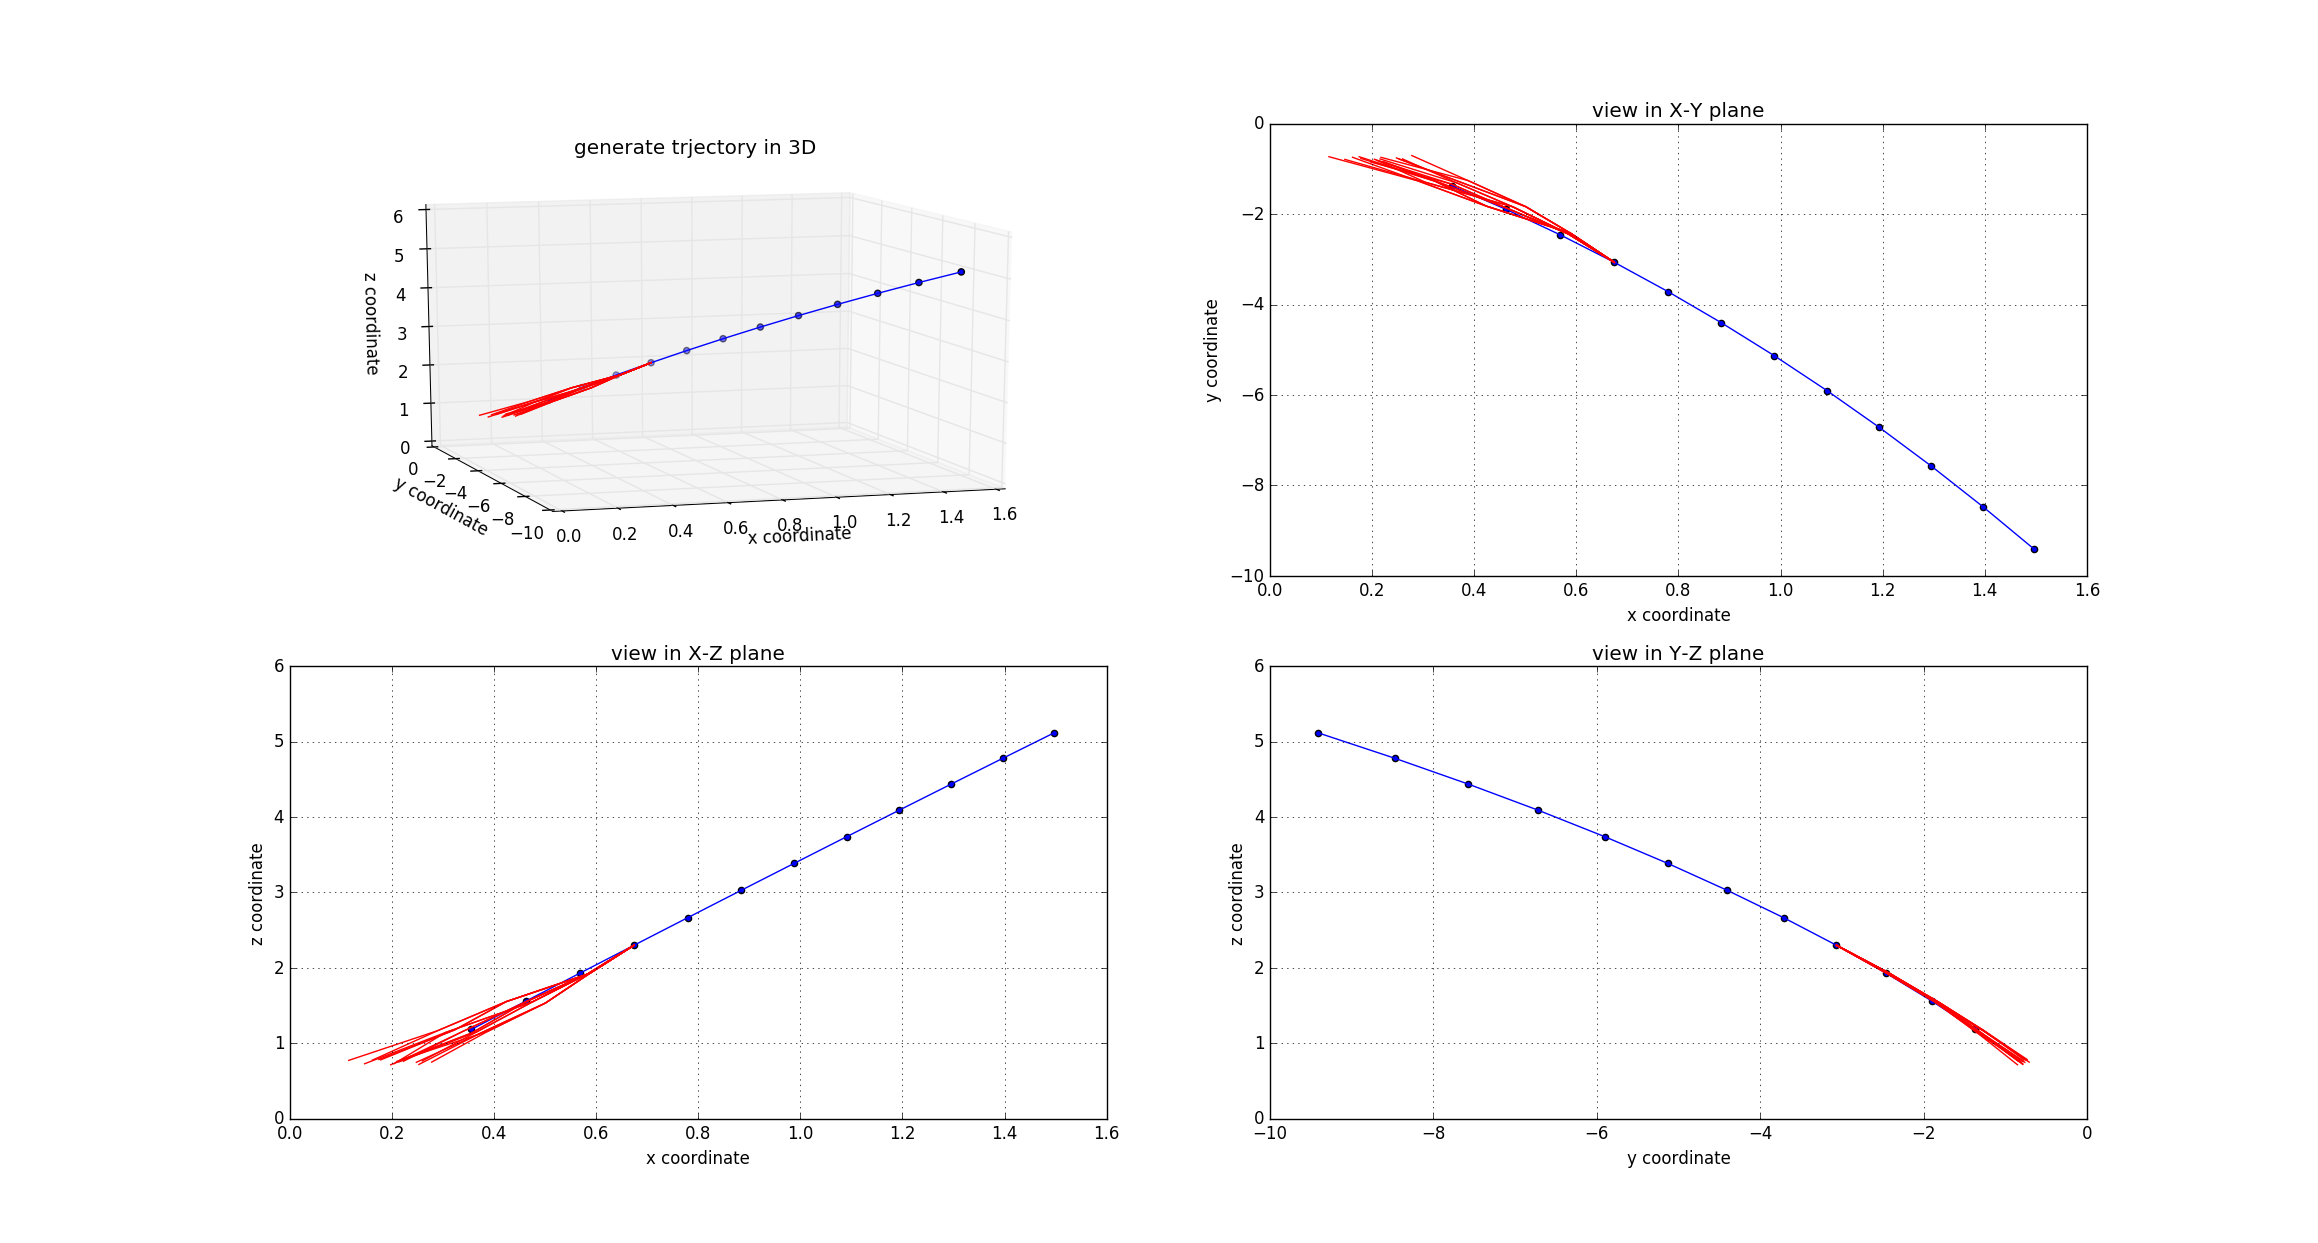 generate trjectory in 3D
6
5
4
3
2
1
0
z coordinate
0
−2
−4
−6
−8
−10
y coordinate
0.0
0.2
0.4
0.6
0.8
1.0
1.2
1.4
1.6
x coordinate
view in X-Y plane
0
−2
−4
−6
−8
−10
y coordinate
0.0 0.2 0.4 0.6 0.8 1.0 1.2 1.4 1.6
x coordinate
view in X-Z plane
6
5
4
3
2
1
0
z coordinate
0.0 0.2 0.4 0.6 0.8 1.0 1.2 1.4 1.6
x coordinate
view in Y-Z plane
6
5
4
3
2
1
0
z coordinate
−10 −8 −6 −4 −2 0
y coordinate